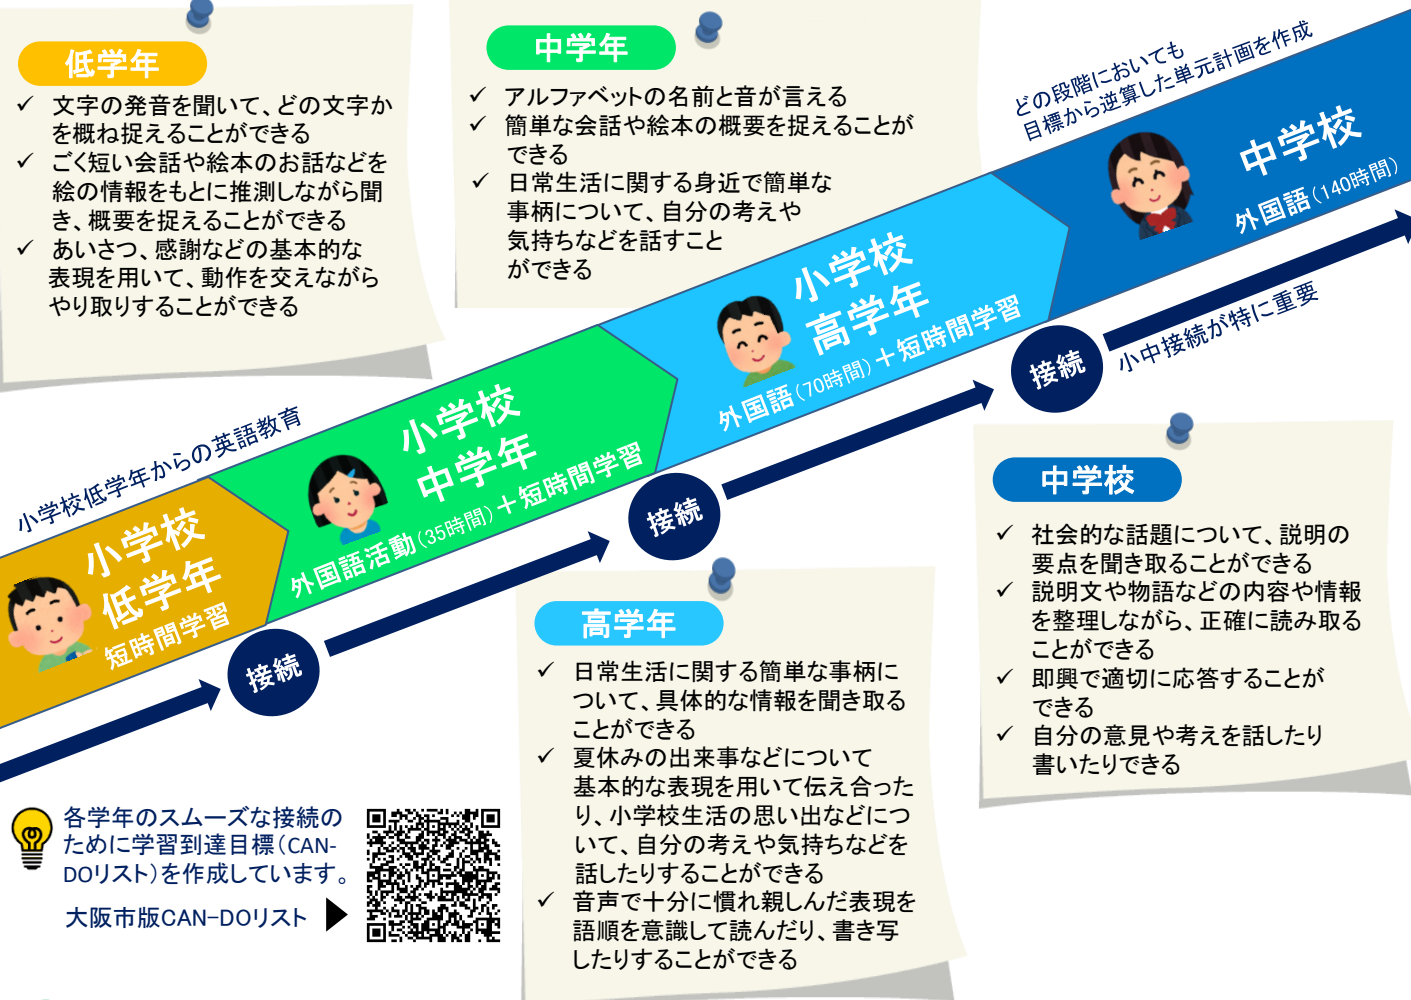 低学年
✓ 文字の発音を聞いて、どの文字か
を概ね捉えることができる
✓ ごく短い会話や絵本のお話などを
絵の情報をもとに推測しながら聞
き、概要を捉えることができる
✓ あいさつ、感謝などの基本的な
表現を用いて、動作を交えながら
やり取りすることができる
中学年
✓ アルファベットの名前と音が言える
✓ 簡単な会話や絵本の概要を捉えることが
できる
✓ 日常生活に関する身近で簡単な
事柄について、自分の考えや
気持ちなどを話すこと
ができる
どの段階においても
目標から逆算した単元計画を作成
中学校
外国語(140時間)
小学校
高学年
外国語(70時間)+短時間学習
小中接続が特に重要
接続
小学校
中学年
外国語活動(35時間)+短時間学習
接続
小学校低学年からの英語教育
小学校
低学年
短時間学習
接続
中学校
✓ 社会的な話題について、説明の
要点を聞き取ることができる
✓ 説明文や物語などの内容や情報
を整理しながら、正確に読み取る
ことができる
✓ 即興で適切に応答することが
できる
✓ 自分の意見や考えを話したり
書いたりできる
高学年
✓ 日常生活に関する簡単な事柄に
ついて、具体的な情報を聞き取る
ことができる
✓ 夏休みの出来事などについて
基本的な表現を用いて伝え合った
り、小学校生活の思い出などにつ
いて、自分の考えや気持ちなどを
話したりすることができる
✓ 音声で十分に慣れ親しんだ表現を
語順を意識して読んだり、書き写
したりすることができる
各学年のスムーズな接続の
ために学習到達目標(CAN-
DOリスト)を作成しています。
大阪市版CAN-DOリスト ▶